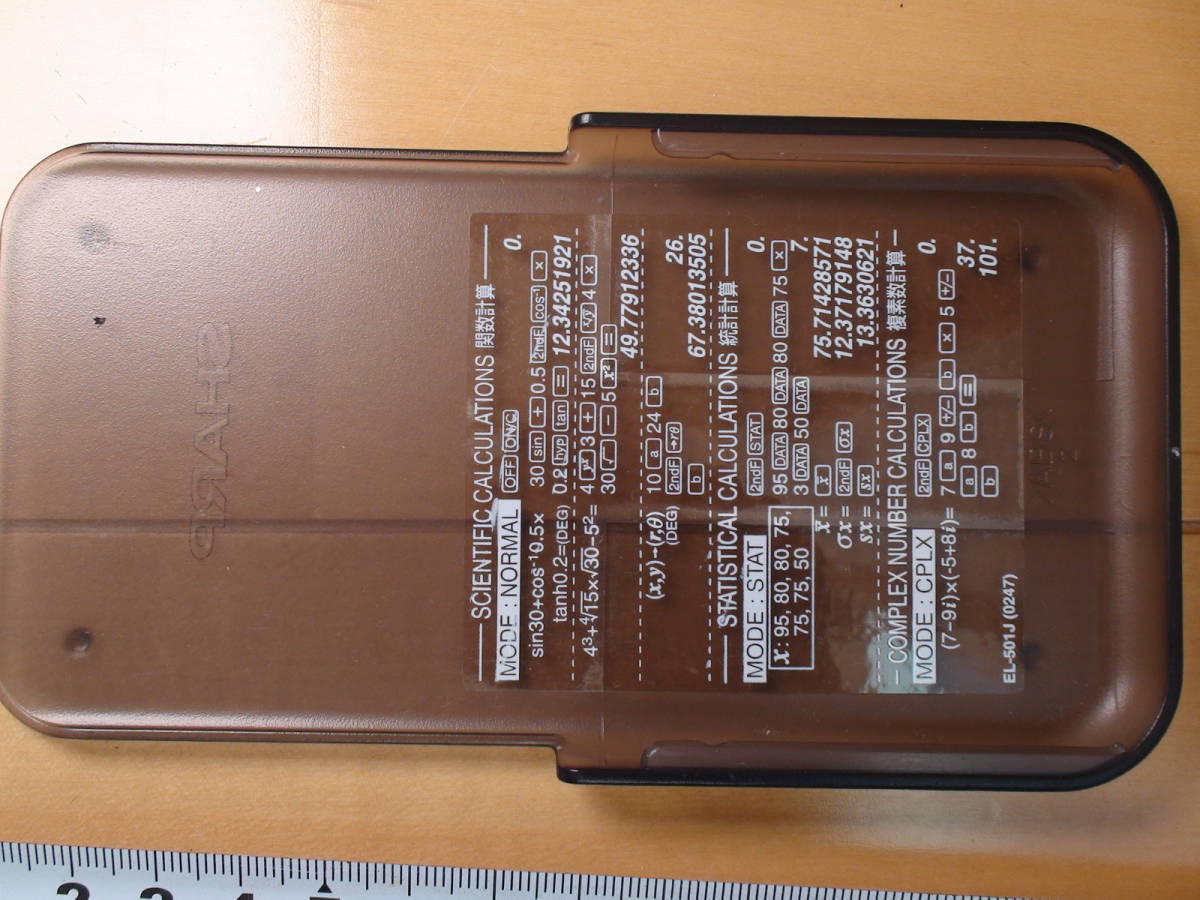 SHARP
SCIENTIFIC CALCULATIONS 関数計算
MODE : NORMAL OFF ON/C 0.
sin30+cos⁻¹0.5× 30 sin + 0.5 2ndF cos⁻¹ ×
tanh0.2=(DEG) 0.2 hyp tan = 12.34251921
4³+⁴√15×√30−5²= 4 yˣ 3 + 15 2ndF ˣ√y 4 ×
30 √ − 5 x² = 49.77912336
(x,y)→(r,θ) 10 a 24 b
(DEG) 2ndF →rθ 26.
b 67.38013505
STATISTICAL CALCULATIONS 統計計算
MODE : STAT 2ndF STAT 0.
x : 95, 80, 80, 75, 95 DATA 80 DATA 80 DATA 75 ×
75, 75, 50 3 DATA 50 DATA 7.
x̄ = x̄ 75.71428571
σx = 2ndF σx 12.37179148
sx = sx 13.3630621
COMPLEX NUMBER CALCULATIONS 複素数計算
MODE : CPLX 2ndF CPLX 0.
(7−9i)×(-5+8i)= 7 a 9 +/− b × 5 +/−
a 8 b = 37.
b 101.
EL-501J (0247)
2 3 4